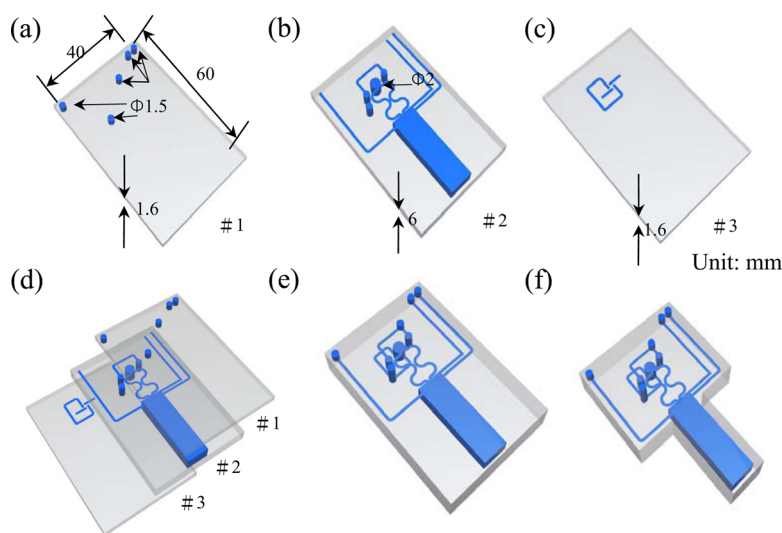 (a)
40
60
Φ1.5
1.6
#1
(b)
Φ2
6
#2
(c)
1.6
#3
Unit: mm
(d)
#1
#2
#3
(e)
(f)